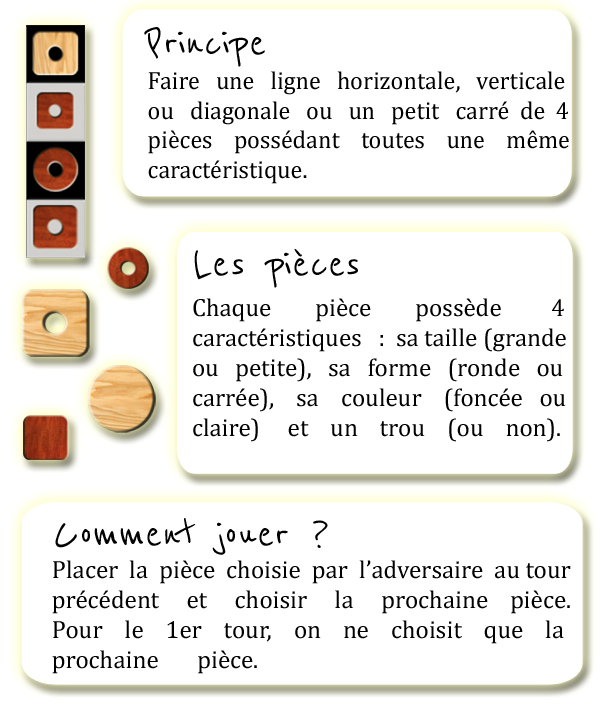 Principe
Faire une ligne horizontale, verticale
ou diagonale ou un petit carré de 4
pièces possédant toutes une même
caractéristique.
Les pièces
Chaque pièce possède 4
caractéristiques : sa taille (grande
ou petite), sa forme (ronde ou
carrée), sa couleur (foncée ou
claire) et un trou (ou non).
Comment jouer ?
Placer la pièce choisie par l'adversaire au tour
précédent et choisir la prochaine pièce.
Pour le 1er tour, on ne choisit que la
prochaine pièce.